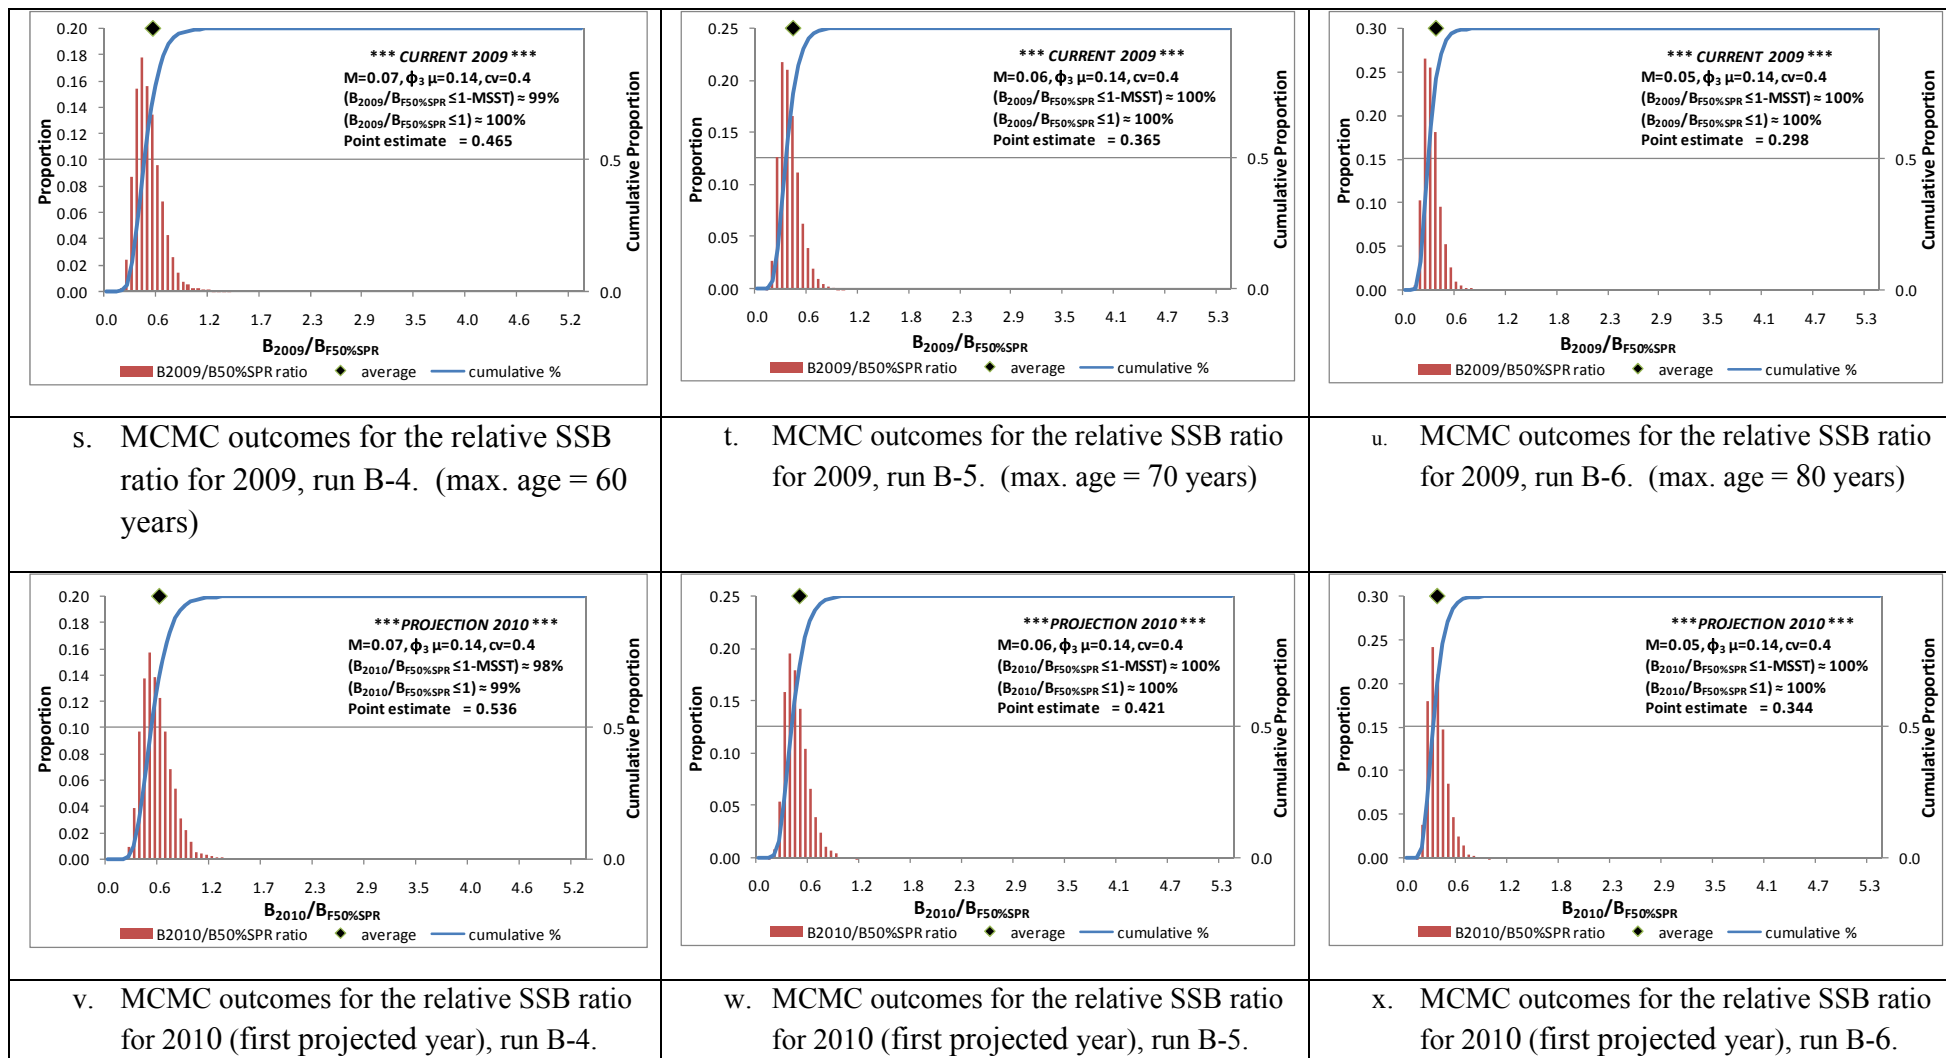 0.20
0.18
0.16
0.14
0.12
0.10
0.08
0.06
0.04
0.02
0.00
Proportion
*** CURRENT 2009 ***
M=0.07, ϕ₃ μ=0.14, cv=0.4
(B₂₀₀₉/B_F50%SPR ≤1-MSST) ≈ 99%
(B₂₀₀₉/B_F50%SPR ≤1) ≈ 100%
Point estimate = 0.465
0.5
0.0
Cumulative Proportion
0.0 0.6 1.2 1.7 2.3 2.9 3.5 4.0 4.6 5.2
B₂₀₀₉/B_F50%SPR
B2009/B50%SPR ratio average cumulative %
0.25
0.20
0.15
0.10
0.05
0.00
Proportion
*** CURRENT 2009 ***
M=0.06, ϕ₃ μ=0.14, cv=0.4
(B₂₀₀₉/B_F50%SPR ≤1-MSST) ≈ 100%
(B₂₀₀₉/B_F50%SPR ≤1) ≈ 100%
Point estimate = 0.365
0.5
0.0
Cumulative Proportion
0.0 0.6 1.2 1.8 2.3 2.9 3.5 4.1 4.7 5.3
B₂₀₀₉/B_F50%SPR
B2009/B50%SPR ratio average cumulative %
0.30
0.25
0.20
0.15
0.10
0.05
0.00
Proportion
*** CURRENT 2009 ***
M=0.05, ϕ₃ μ=0.14, cv=0.4
(B₂₀₀₉/B_F50%SPR ≤1-MSST) ≈ 100%
(B₂₀₀₉/B_F50%SPR ≤1) ≈ 100%
Point estimate = 0.298
0.5
0.0
Cumulative Proportion
0.0 0.6 1.2 1.8 2.3 2.9 3.5 4.1 4.7 5.3
B₂₀₀₉/B_F50%SPR
B2009/B50%SPR ratio average cumulative %
s. MCMC outcomes for the relative SSB
ratio for 2009, run B-4. (max. age = 60
years)
t. MCMC outcomes for the relative SSB ratio
for 2009, run B-5. (max. age = 70 years)
u. MCMC outcomes for the relative SSB ratio
for 2009, run B-6. (max. age = 80 years)
0.20
0.18
0.16
0.14
0.12
0.10
0.08
0.06
0.04
0.02
0.00
Proportion
***PROJECTION 2010 ***
M=0.07, ϕ₃ μ=0.14, cv=0.4
(B₂₀₁₀/B_F50%SPR ≤1-MSST) ≈ 98%
(B₂₀₁₀/B_F50%SPR ≤1) ≈ 99%
Point estimate = 0.536
0.5
0.0
Cumulative Proportion
0.0 0.6 1.2 1.7 2.3 2.9 3.5 4.0 4.6 5.2
B₂₀₁₀/B_F50%SPR
B2010/B50%SPR ratio average cumulative %
0.25
0.20
0.15
0.10
0.05
0.00
Proportion
***PROJECTION 2010 ***
M=0.06, ϕ₃ μ=0.14, cv=0.4
(B₂₀₁₀/B_F50%SPR ≤1-MSST) ≈ 100%
(B₂₀₁₀/B_F50%SPR ≤1) ≈ 100%
Point estimate = 0.421
0.5
0.0
Cumulative Proportion
0.0 0.6 1.2 1.8 2.3 2.9 3.5 4.1 4.7 5.3
B₂₀₁₀/B_F50%SPR
B2010/B50%SPR ratio average cumulative %
0.30
0.25
0.20
0.15
0.10
0.05
0.00
Proportion
***PROJECTION 2010 ***
M=0.05, ϕ₃ μ=0.14, cv=0.4
(B₂₀₁₀/B_F50%SPR ≤1-MSST) ≈ 100%
(B₂₀₁₀/B_F50%SPR ≤1) ≈ 100%
Point estimate = 0.344
0.5
0.0
Cumulative Proportion
0.0 0.6 1.2 1.8 2.3 2.9 3.5 4.1 4.7 5.3
B₂₀₁₀/B_F50%SPR
B2010/B50%SPR ratio average cumulative %
v. MCMC outcomes for the relative SSB ratio
for 2010 (first projected year), run B-4.
w. MCMC outcomes for the relative SSB ratio
for 2010 (first projected year), run B-5.
x. MCMC outcomes for the relative SSB ratio
for 2010 (first projected year), run B-6.